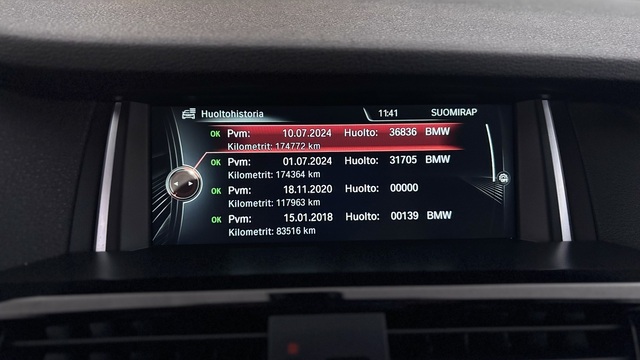 Huoltohistoria 11:41 SUOMIRAP
OK Pvm: 10.07.2024 Huolto: 36836 BMW
Kilometrit: 174772 km
OK Pvm: 01.07.2024 Huolto: 31705 BMW
Kilometrit: 174364 km
OK Pvm: 18.11.2020 Huolto: 00000
Kilometrit: 117963 km
OK Pvm: 15.01.2018 Huolto: 00139 BMW
Kilometrit: 83516 km